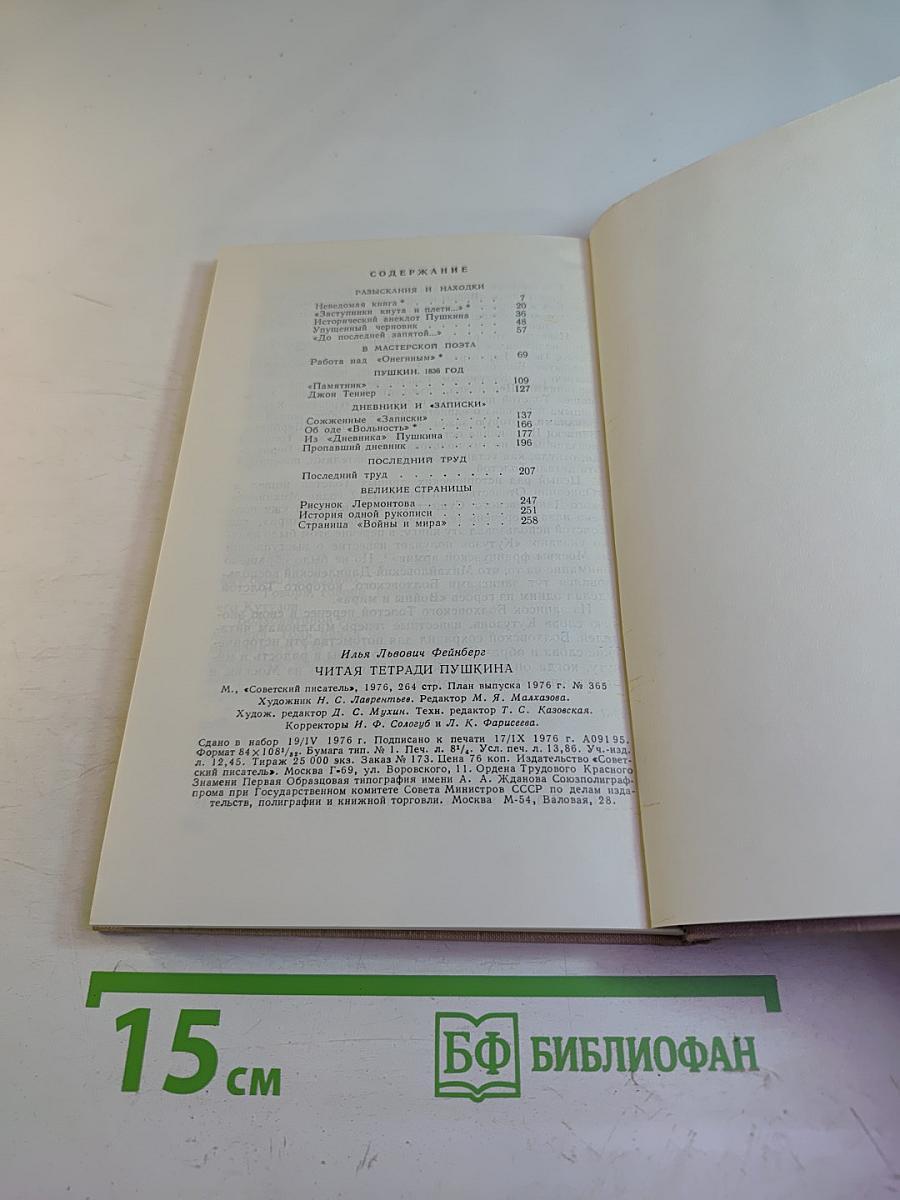 СОДЕРЖАНИЕ
РАЗЫСКАНИЯ И НАХОДКИ
Неведомая книга * . . . . . . . 7
«Заступники кнута и плети...» * . . 20
Исторический анекдот Пушкина . . 36
Упущенный черновик . . . . . 48
«До последней запятой...» . . . . 57
В МАСТЕРСКОЙ ПОЭТА
Работа над «Онегиным» * . . . . 69
ПУШКИН. 1836 ГОД
«Памятник» . . . . . . . . . 109
Джон Теннер . . . . . . . . . 127
ДНЕВНИКИ И «ЗАПИСКИ»
Сожженные «Записки» . . . . . 137
Об оде «Вольность» * . . . . . . 166
Из «Дневника» Пушкина . . . . 177
Пропавший дневник . . . . . . 196
ПОСЛЕДНИЙ ТРУД
Последний труд . . . . . . . . 207
ВЕЛИКИЕ СТРАНИЦЫ
Рисунок Лермонтова . . . . . . 247
История одной рукописи . . . . . 251
Страница «Войны и мира» . . . . 258
Илья Львович Фейнберг
ЧИТАЯ ТЕТРАДИ ПУШКИНА
М., «Советский писатель», 1976, 264 стр. План выпуска 1976 г. № 365
Художник Н. С. Лаврентьев. Редактор М. Я. Малхазова.
Худож. редактор Д. С. Мухин. Техн. редактор Т. С. Казовская.
Корректоры И. Ф. Сологуб и Л. К. Фарисеева.
Сдано в набор 19/IV 1976 г. Подписано к печати 17/IX 1976 г. А09195.
Формат 84×108¹/₃₂. Бумага тип. № 1. Печ. л. 8¹/₄. Усл. печ. л. 13,86. Уч.-изд.
л. 12,45. Тираж 25 000 экз. Заказ № 173. Цена 76 коп. Издательство «Совет-
ский писатель». Москва Г-69, ул. Воровского, 11. Ордена Трудового Красного
Знамени Первая Образцовая типография имени А. А. Жданова Союзполиграф-
прома при Государственном комитете Совета Министров СССР по делам изда-
тельств, полиграфии и книжной торговли. Москва М-54, Валовая, 28.
15 см
БФ БИБЛИОФАН